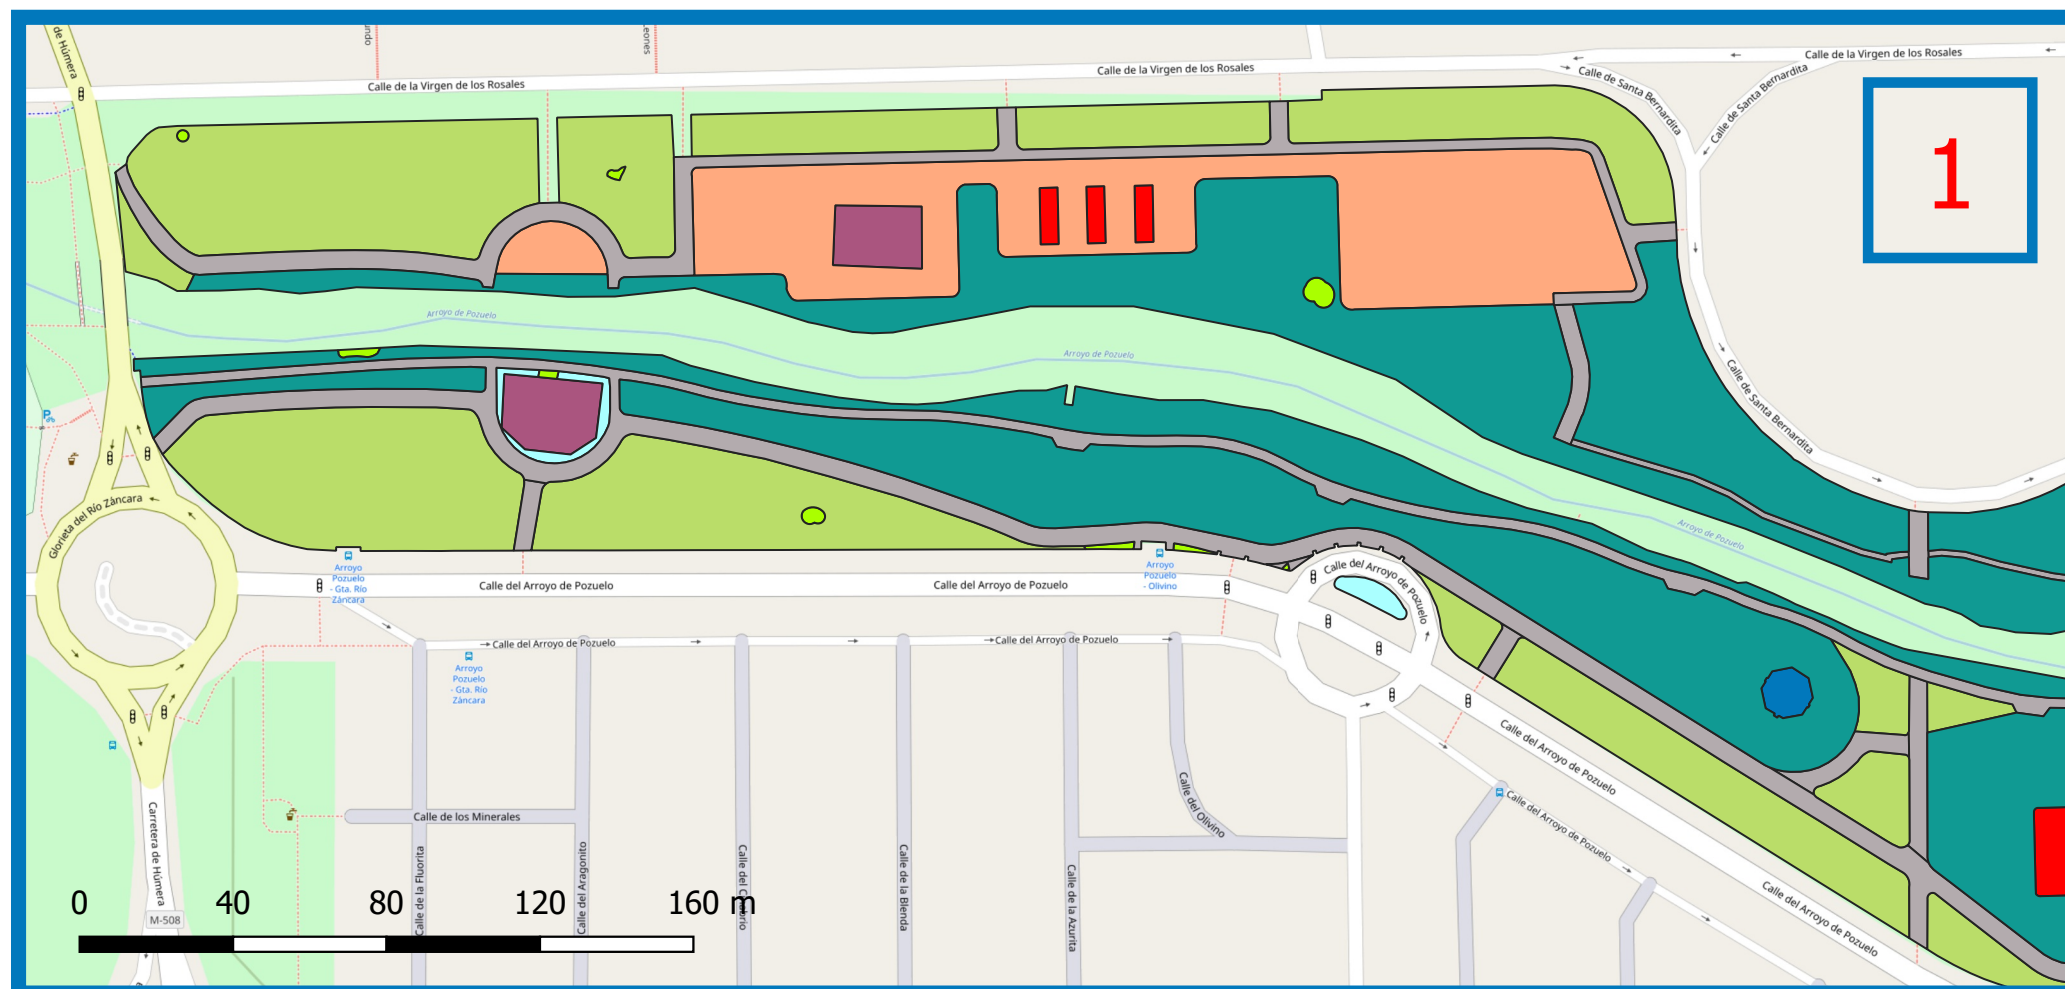 de Húmera
undo
eones
Calle de la Virgen de los Rosales
Calle de la Virgen de los Rosales
Calle de la Virgen de los Rosales
Calle de Santa Bernardita
Calle de Santa Bernardita
1
Arroyo de Pozuelo
Arroyo de Pozuelo
Calle de Santa Bernardita
P
Glorieta del Río Záncara
Arroyo de Pozuelo
Arroyo
Pozuelo
- Gta. Río
Záncara
Calle del Arroyo de Pozuelo
Calle del Arroyo de Pozuelo
Arroyo
Pozuelo
- Olivino
Calle del Arroyo de Pozuelo
Calle del Arroyo de Pozuelo
Calle del Arroyo de Pozuelo
Arroyo
Pozuelo
- Gta. Río
Záncara
Calle del Arroyo de Pozuelo
Calle del Olivino
Calle del Arroyo de Pozuelo
Calle de los Minerales
Carretera de Húmera
Calle de la Fluorita
Calle del Aragonito
Calle de la Blenda
Calle de la Azurita
Calle del Arroyo de Pozuelo
0 40 80 120 160 m
M-508